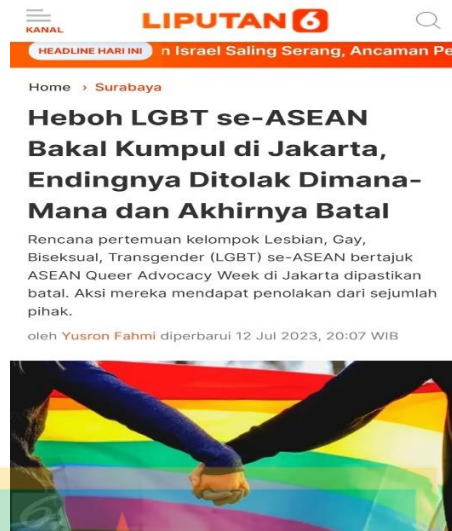 KANAL
LIPUTAN 6
HEADLINE HARI INI n Israel Saling Serang, Ancaman Pe
Home › Surabaya
Heboh LGBT se-ASEAN
Bakal Kumpul di Jakarta,
Endingnya Ditolak Dimana-
Mana dan Akhirnya Batal
Rencana pertemuan kelompok Lesbian, Gay,
Biseksual, Transgender (LGBT) se-ASEAN bertajuk
ASEAN Queer Advocacy Week di Jakarta dipastikan
batal. Aksi mereka mendapat penolakan dari sejumlah
pihak.
oleh Yusron Fahmi diperbarui 12 Jul 2023, 20:07 WIB